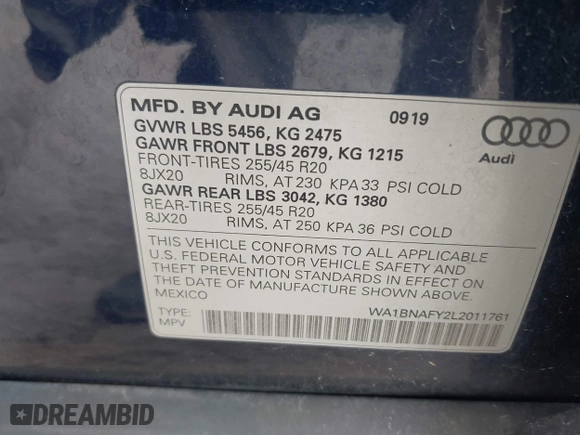 MFD. BY AUDI AG 0919
GVWR LBS 5456, KG 2475
GAWR FRONT LBS 2679, KG 1215
FRONT-TIRES 255/45 R20
8JX20 RIMS, AT 230 KPA 33 PSI COLD
GAWR REAR LBS 3042, KG 1380
REAR-TIRES 255/45 R20
8JX20 RIMS, AT 250 KPA 36 PSI COLD
Audi
THIS VEHICLE CONFORMS TO ALL APPLICABLE
U.S. FEDERAL MOTOR VEHICLE SAFETY AND
THEFT PREVENTION STANDARDS IN EFFECT ON
THE DATE OF MANUFACTURE SHOWN ABOVE.
MEXICO
TYPE: WA1BNAFY2L2011761
MPV
DREAMBID